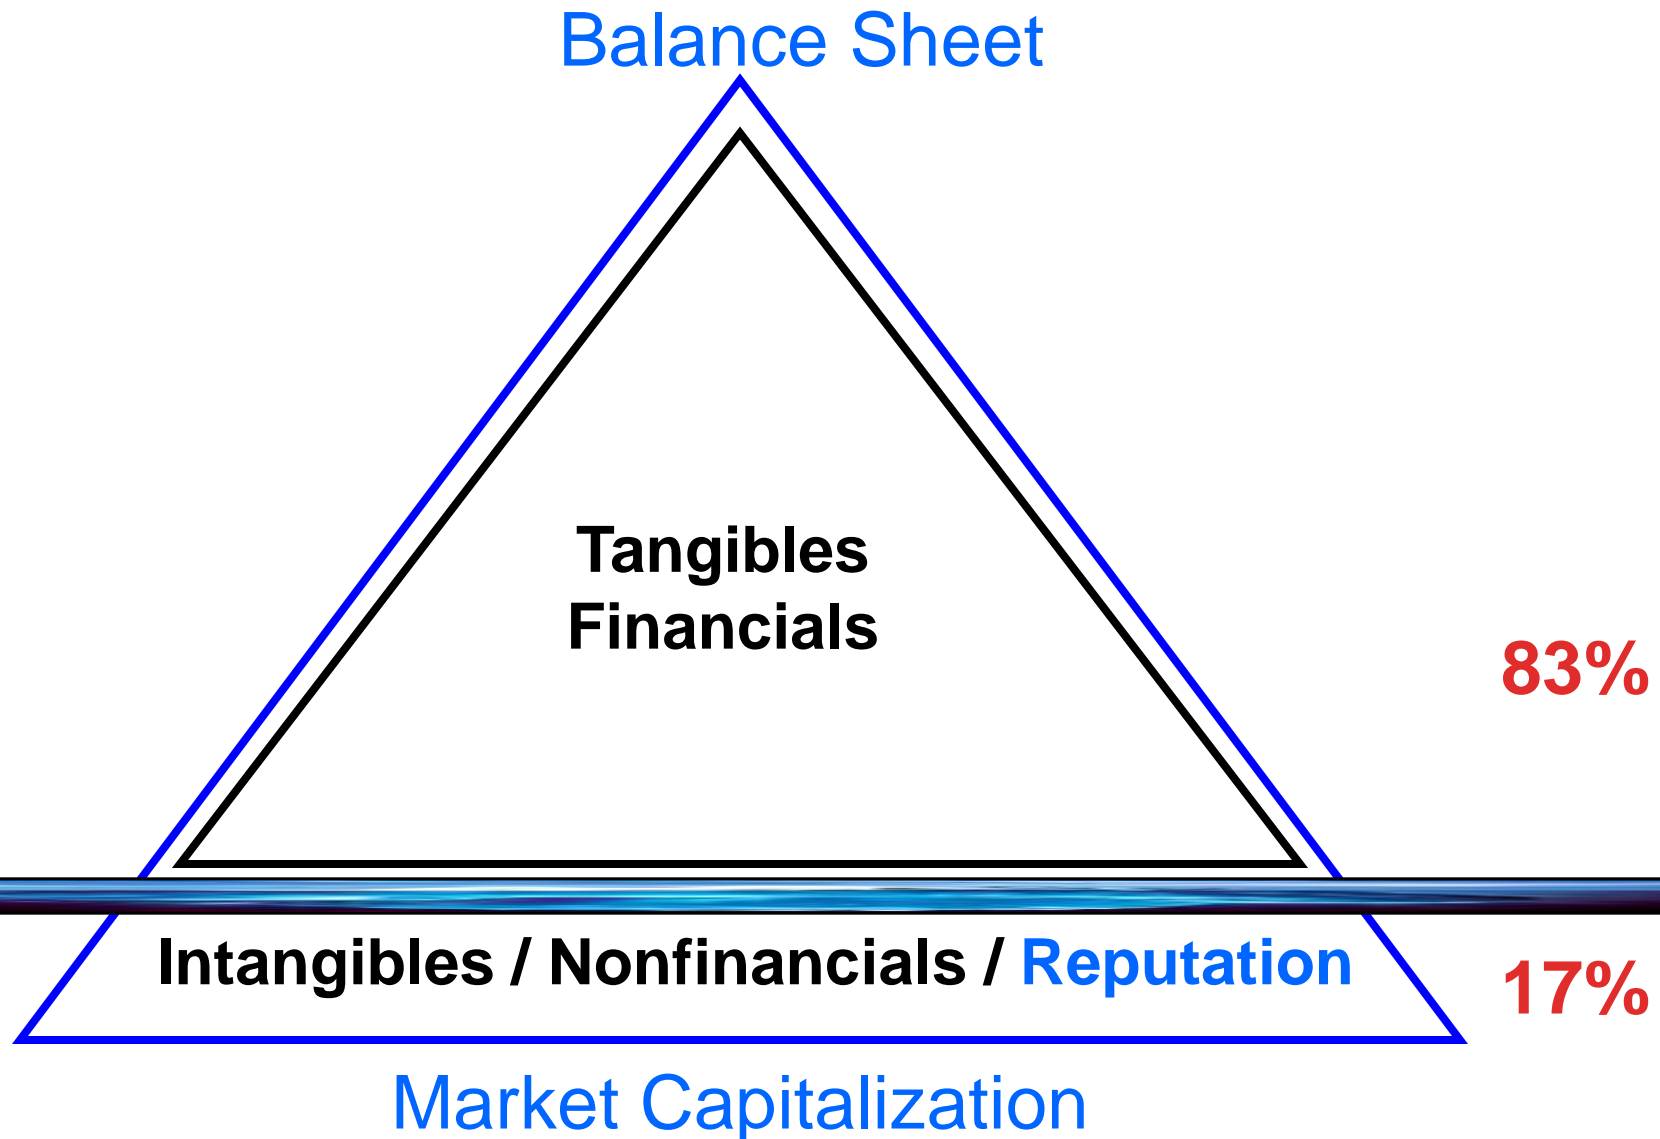 Balance Sheet
Tangibles
Financials
83%
Intangibles / Nonfinancials / Reputation
17%
Market Capitalization